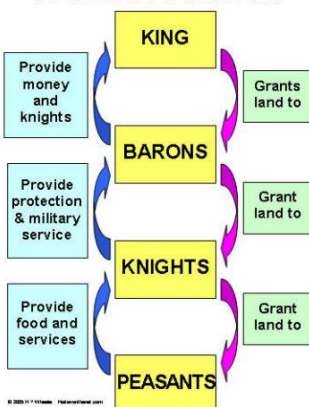 KING
Provide
money
and
knights
Grants
land to
BARONS
Provide
protection
& military
service
Grant
land to
KNIGHTS
Provide
food and
services
Grant
land to
PEASANTS